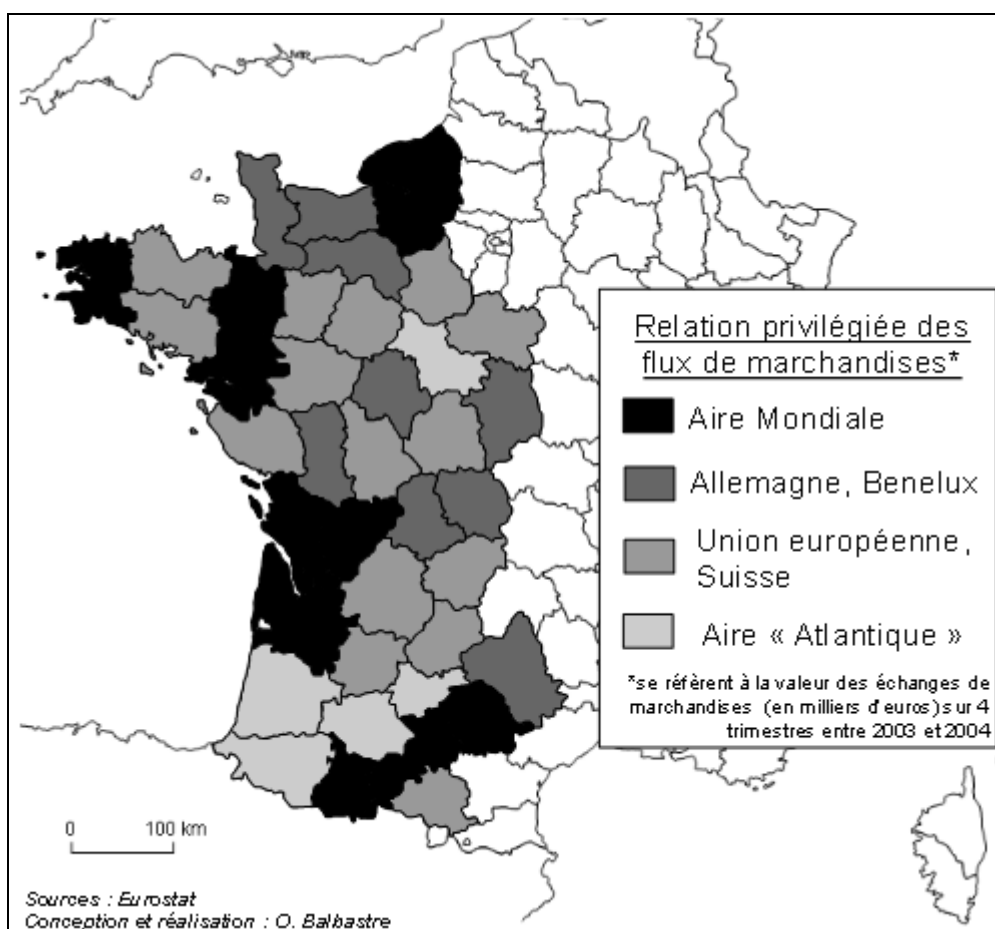 Relation privilégiée des
flux de marchandises*
Aire Mondiale
Allemagne, Benelux
Union européenne,
Suisse
Aire « Atlantique »
*se réfèrent à la valeur des échanges de
marchandises (en milliers d'euros) sur 4
trimestres entre 2003 et 2004
0 100 km
Sources : Eurostat
Conception et réalisation : O. Balbastre